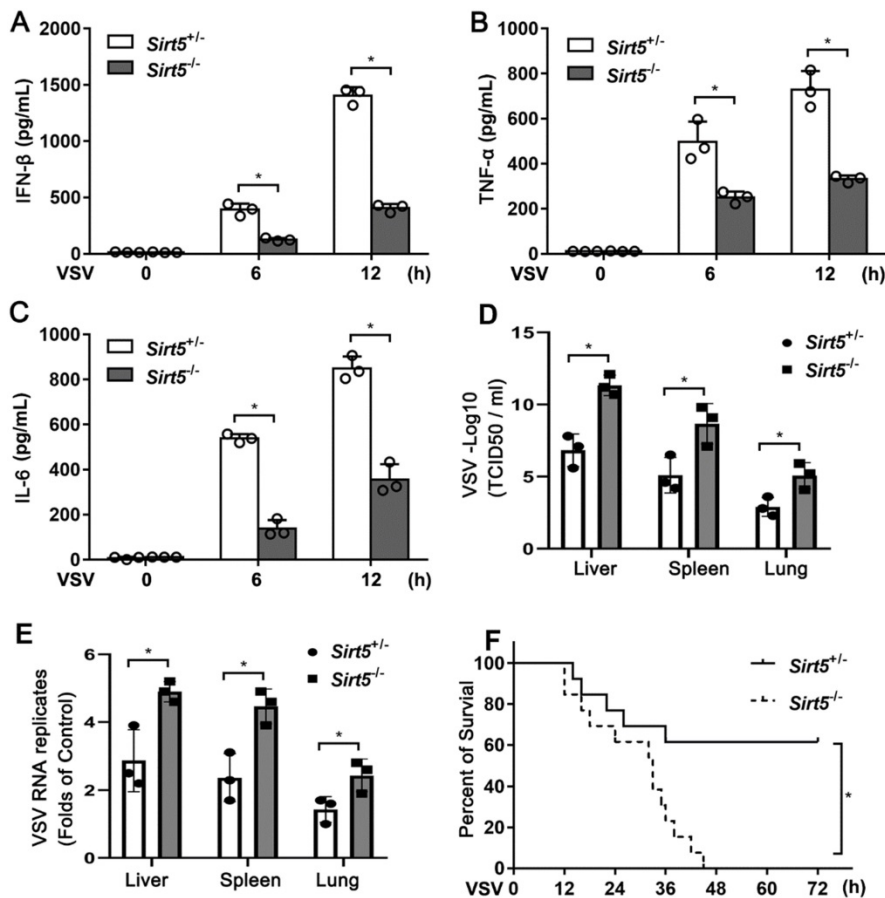 A
IFN-β (pg/mL)
2000
1500
1000
500
0
Sirt5+/-
Sirt5-/-
*
*
VSV 0 6 12 (h)
B
TNF-α (pg/mL)
1000
800
600
400
200
0
Sirt5+/-
Sirt5-/-
*
*
VSV 0 6 12 (h)
C
IL-6 (pg/mL)
1000
800
600
400
200
0
Sirt5+/-
Sirt5-/-
*
*
VSV 0 6 12 (h)
D
VSV -Log10
(TCID50 / ml)
15
10
5
0
Sirt5+/-
Sirt5-/-
*
*
*
Liver Spleen Lung
E
VSV RNA replicates
(Folds of Control)
6
4
2
0
Sirt5+/-
Sirt5-/-
*
*
*
Liver Spleen Lung
F
Percent of Survial
100
80
60
40
20
0
Sirt5+/-
Sirt5-/-
*
VSV 0 12 24 36 48 60 72 (h)